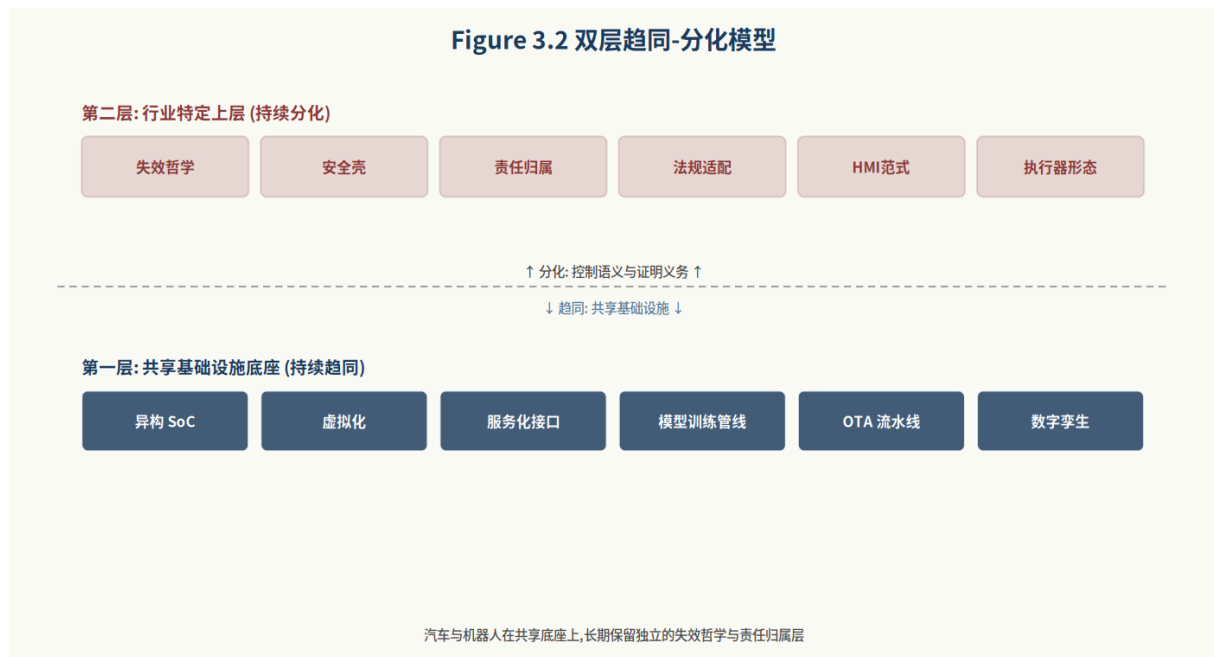 Figure 3.2 双层趋同-分化模型
第二层: 行业特定上层 (持续分化)
失效哲学
安全壳
责任归属
法规适配
HMI范式
执行器形态
↑ 分化: 控制语义与证明义务 ↑
↓ 趋同: 共享基础设施 ↓
第一层: 共享基础设施底座 (持续趋同)
异构 SoC
虚拟化
服务化接口
模型训练管线
OTA 流水线
数字孪生
汽车与机器人在共享底座上,长期保留独立的失效哲学与责任归属层